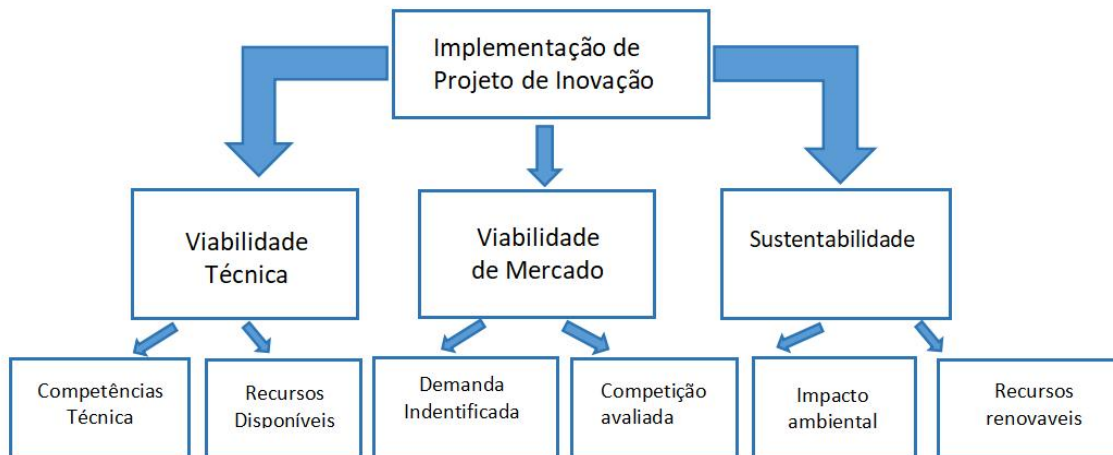 Implementação de
Projeto de Inovação
Viabilidade
Técnica
Viabilidade
de Mercado
Sustentabilidade
Competências
Técnica
Recursos
Disponíveis
Demanda
Indentificada
Competição
avaliada
Impacto
ambiental
Recursos
renovaveis